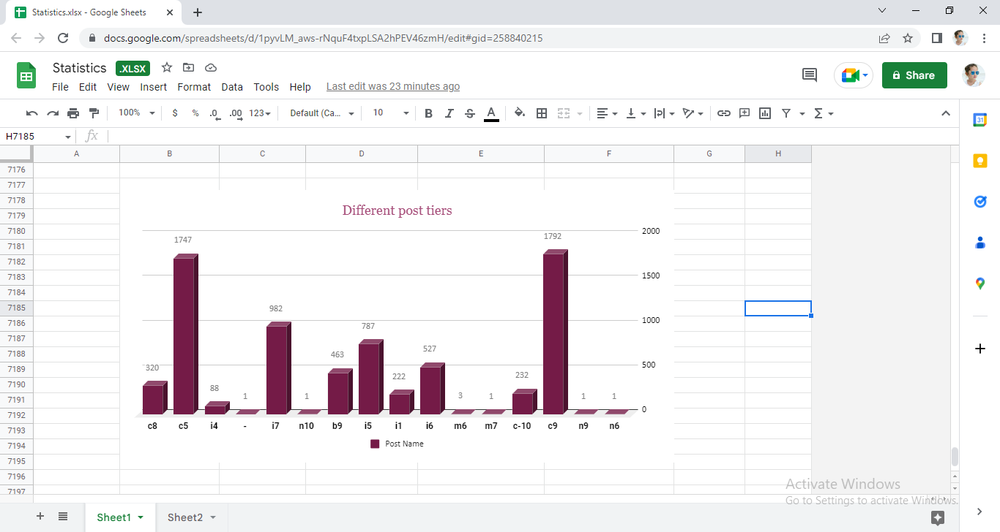 Statistics.xlsx - Google Sheets
docs.google.com/spreadsheets/d/1pyvLM_aws-rNquF4txpLSA2hPEV46zmH/edit#gid=258840215
Statistics .XLSX
File Edit View Insert Format Data Tools Help Last edit was 23 minutes ago
Share
100% $ % .0 .00 123 Default (Ca... 10 B I S A
H7185 fx
A B C D E F G H
7176
7177
7178
7179
7180
7181
7182
7183
7184
7185
7186
7187
7188
7189
7190
7191
7192
7193
7194
7195
7196
7197
Different post tiers
2000
1500
1000
500
0
320 1747 88 1 982 1 463 787 222 527 3 1 232 1792 1 1
c8 c5 i4 - i7 n10 b9 i5 i1 i6 m6 m7 c-10 c9 n9 n6
Post Name
31
Activate Windows
Go to Settings to activate Windows.
Sheet1 Sheet2